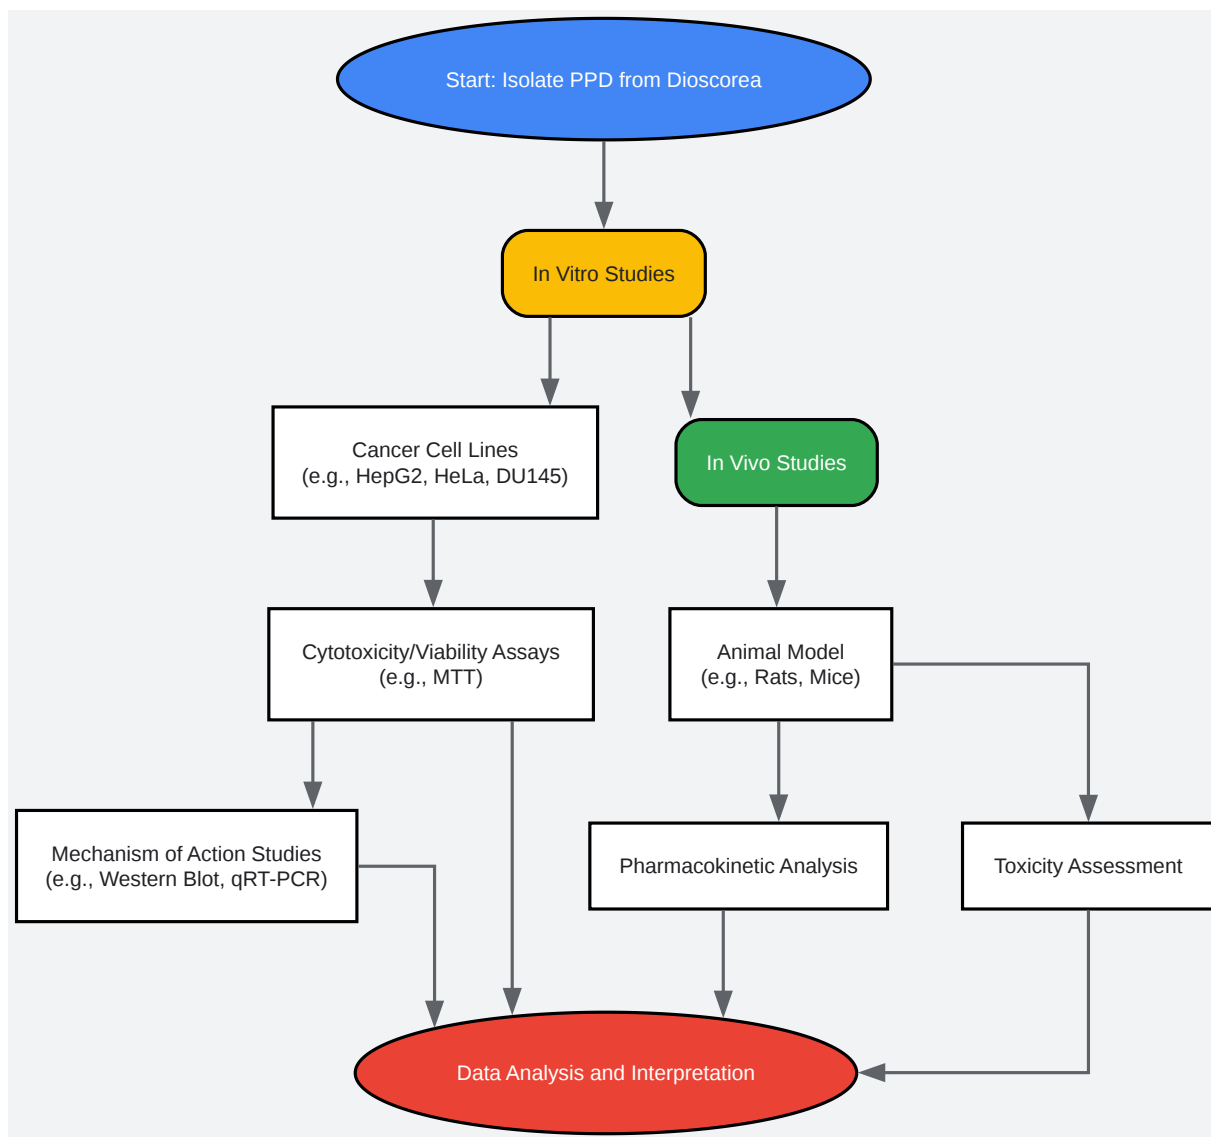 Start: Isolate PPD from Dioscorea
In Vitro Studies
Cancer Cell Lines
(e.g., HepG2, HeLa, DU145)
In Vivo Studies
Cytotoxicity/Viability Assays
(e.g., MTT)
Animal Model
(e.g., Rats, Mice)
Mechanism of Action Studies
(e.g., Western Blot, qRT-PCR)
Pharmacokinetic Analysis
Toxicity Assessment
Data Analysis and Interpretation